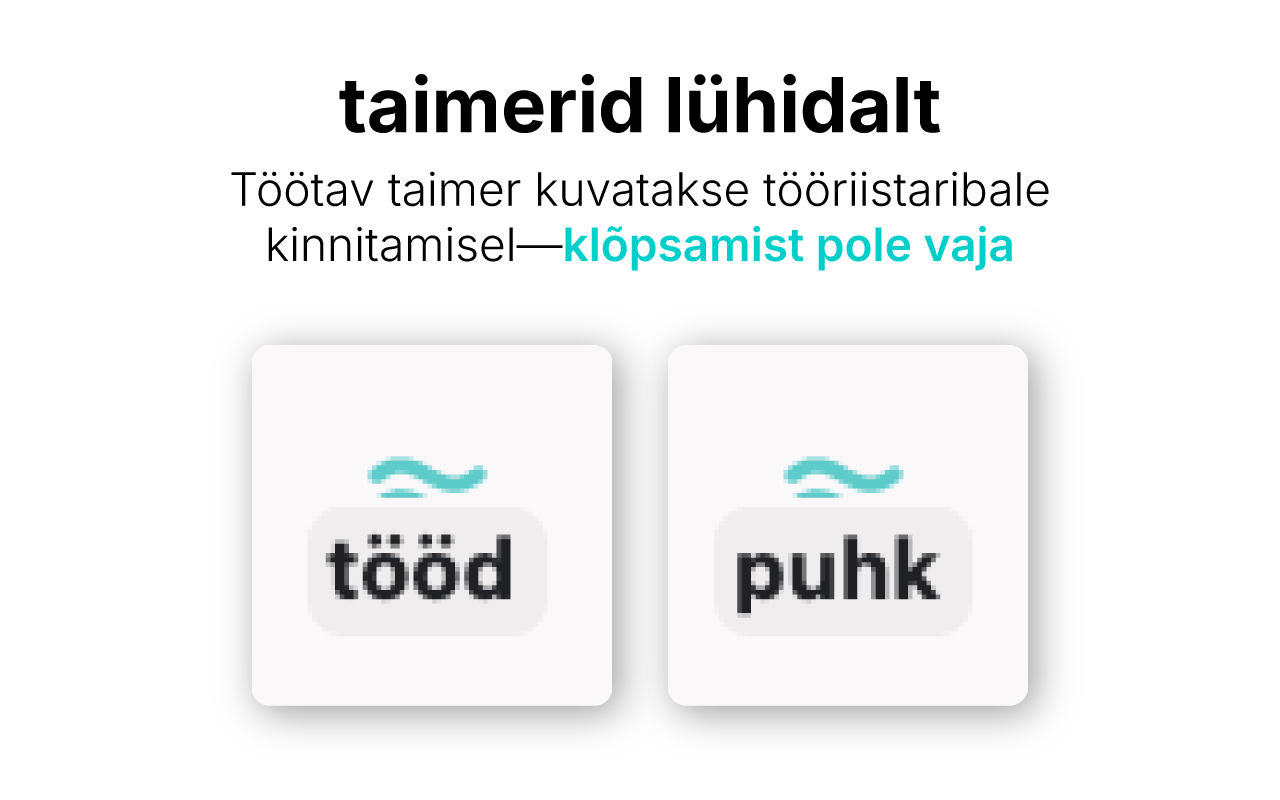 taimerid lühidalt
Töötav taimer kuvatakse tööriistaribale
kinnitamisel—klõpsamist pole vaja
tööd
puhk